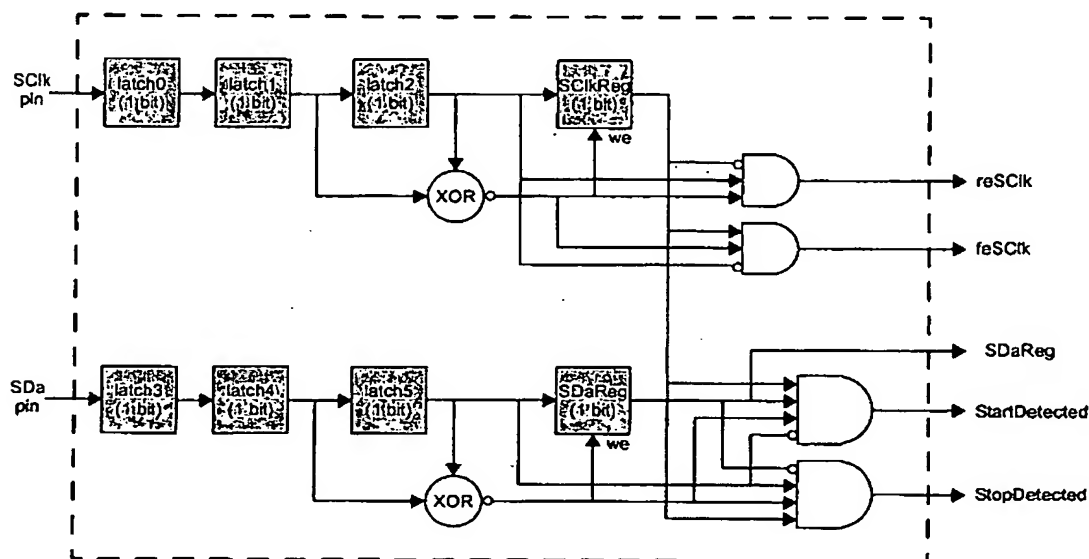 SClk
pin
latch0
(1 bit)
latch1
(1 bit)
latch2
(1 bit)
SClkReg
(1 bit)
we
XOR
reSClk
feSClk
SDa
pin
latch3
(1 bit)
latch4
(1 bit)
latch5
(1 bit)
SDaReg
(1 bit)
we
XOR
SDaReg
StartDetected
StopDetected